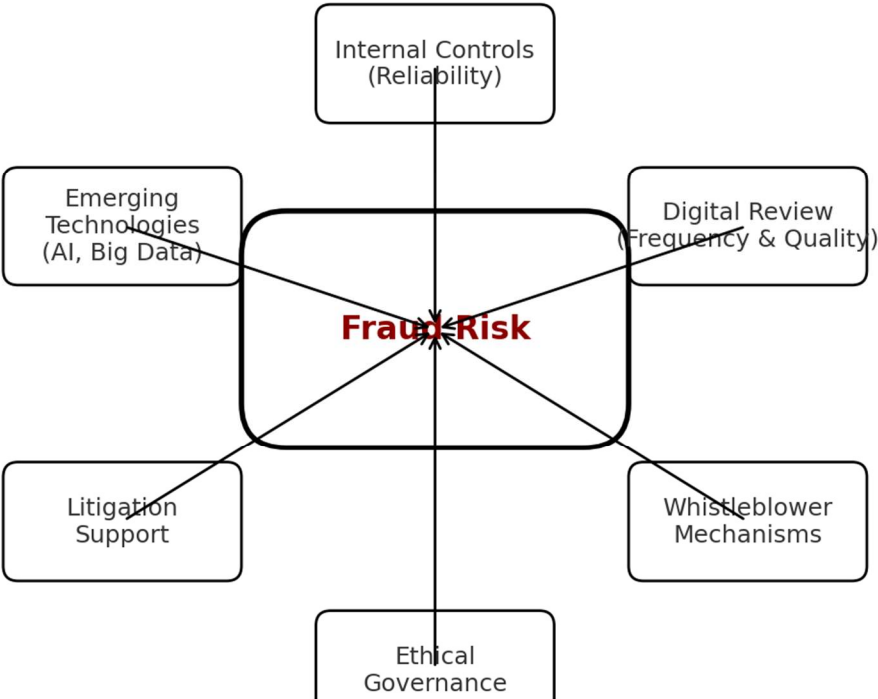 Internal Controls
(Reliability)
Emerging
Technologies
(AI, Big Data)
Digital Review
(Frequency & Quality)
Fraud Risk
Litigation
Support
Whistleblower
Mechanisms
Ethical
Governance